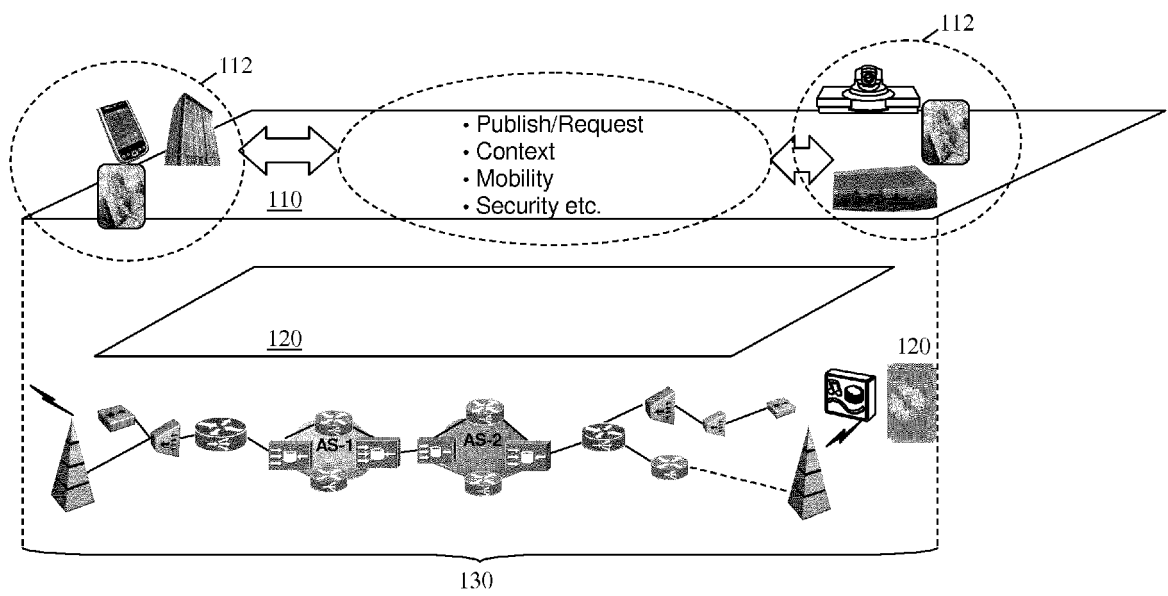 112
112
• Publish/Request
• Context
• Mobility
• Security etc.
110
120
120
AS-1
AS-2
130